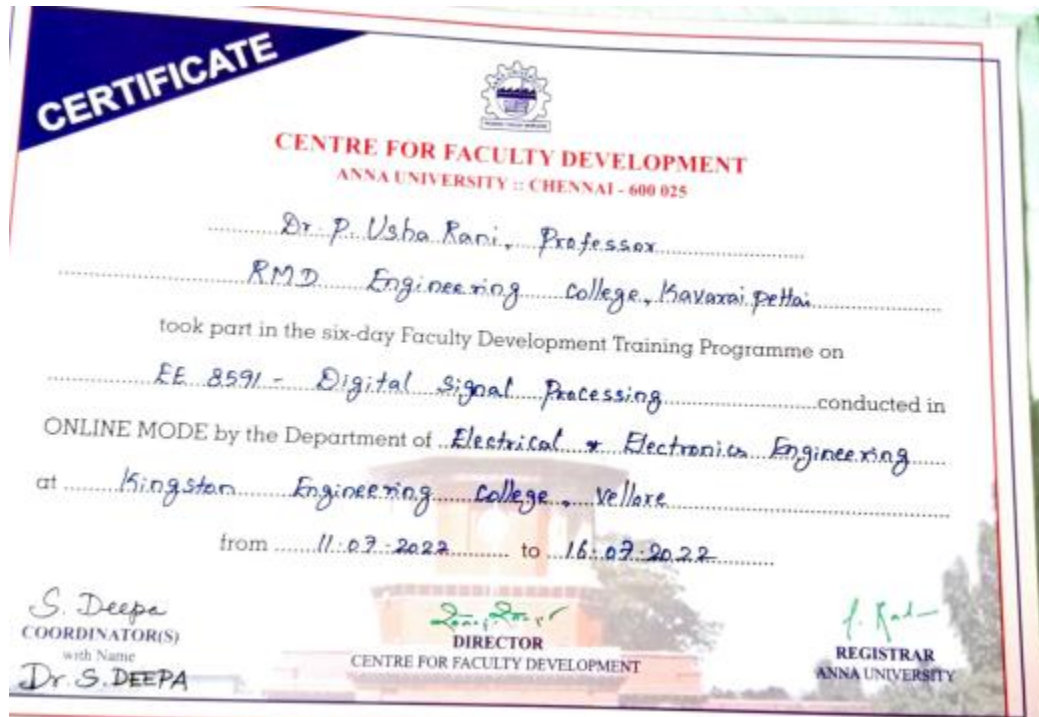 CERTIFICATE
CENTRE FOR FACULTY DEVELOPMENT
ANNA UNIVERSITY :: CHENNAI - 600 025
Dr. P. Usha Rani, Professor
RMD Engineering College, Kavaraipettai
took part in the six-day Faculty Development Training Programme on
EE 8591 - Digital Signal Processing conducted in
ONLINE MODE by the Department of Electrical & Electronics Engineering
at Kingston Engineering College, Vellore
from 11.07.2022 to 16.07.2022
S. Deepa
COORDINATOR(S)
with Name
Dr. S. DEEPA
DIRECTOR
CENTRE FOR FACULTY DEVELOPMENT
REGISTRAR
ANNA UNIVERSITY